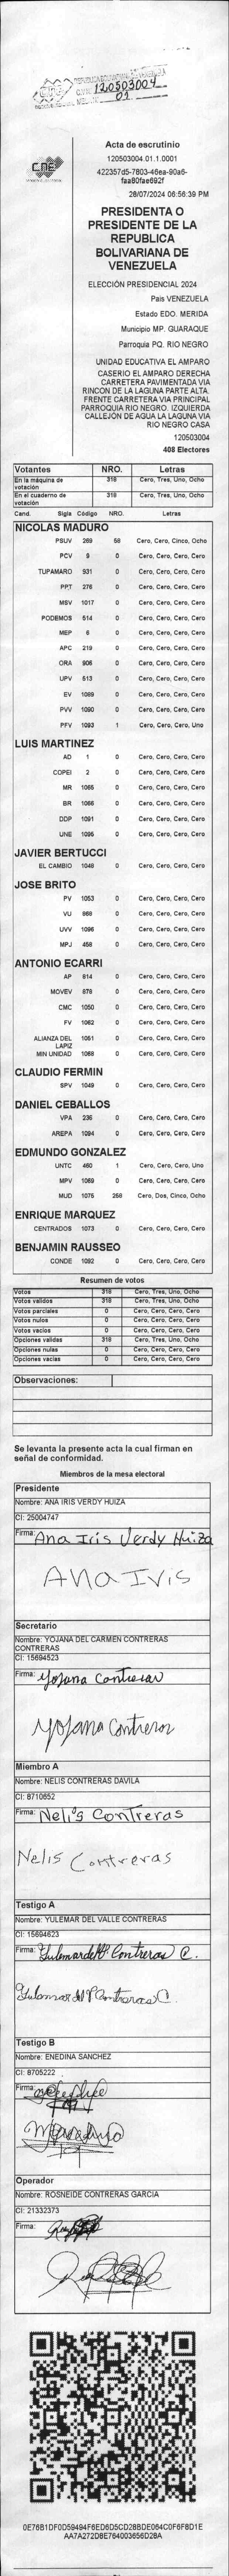 120503004
01
CNE
Acta de escrutinio
120503004.01.1.0001
422357d5-7803-46ea-90a6-
faa80fae692f
28/07/2024 06:56:39 PM
PRESIDENTA O
PRESIDENTE DE LA
REPUBLICA
BOLIVARIANA DE
VENEZUELA
ELECCIÓN PRESIDENCIAL 2024
Pais VENEZUELA
Estado EDO. MERIDA
Municipio MP. GUARAQUE
Parroquia PQ. RIO NEGRO
UNIDAD EDUCATIVA EL AMPARO
CASERIO EL AMPARO DERECHA
CARRETERA PAVIMENTADA VIA
RINCON DE LA LAGUNA PARTE ALTA.
FRENTE CARRETERA VIA PRINCIPAL
PARROQUIA RIO NEGRO. IZQUIERDA
CALLEJÓN DE AGUA LA LAGUNA VIA
RIO NEGRO CASA
120503004
408 Electores
Votantes NRO. Letras
En la máquina de votación 318 Cero, Tres, Uno, Ocho
En el cuaderno de votación 318 Cero, Tres, Uno, Ocho
Cand. Sigla Código NRO. Letras
NICOLAS MADURO
PSUV 269 58 Cero, Cero, Cinco, Ocho
PCV 9 0 Cero, Cero, Cero, Cero
TUPAMARO 931 0 Cero, Cero, Cero, Cero
PPT 276 0 Cero, Cero, Cero, Cero
MSV 1017 0 Cero, Cero, Cero, Cero
PODEMOS 514 0 Cero, Cero, Cero, Cero
MEP 6 0 Cero, Cero, Cero, Cero
APC 219 0 Cero, Cero, Cero, Cero
ORA 906 0 Cero, Cero, Cero, Cero
UPV 513 0 Cero, Cero, Cero, Cero
EV 1089 0 Cero, Cero, Cero, Cero
PVV 1090 0 Cero, Cero, Cero, Cero
PFV 1093 1 Cero, Cero, Cero, Uno
LUIS MARTINEZ
AD 1 0 Cero, Cero, Cero, Cero
COPEI 2 0 Cero, Cero, Cero, Cero
MR 1065 0 Cero, Cero, Cero, Cero
BR 1066 0 Cero, Cero, Cero, Cero
DDP 1091 0 Cero, Cero, Cero, Cero
UNE 1095 0 Cero, Cero, Cero, Cero
JAVIER BERTUCCI
EL CAMBIO 1048 0 Cero, Cero, Cero, Cero
JOSE BRITO
PV 1053 0 Cero, Cero, Cero, Cero
VU 868 0 Cero, Cero, Cero, Cero
UVV 1096 0 Cero, Cero, Cero, Cero
MPJ 458 0 Cero, Cero, Cero, Cero
ANTONIO ECARRI
AP 814 0 Cero, Cero, Cero, Cero
MOVEV 878 0 Cero, Cero, Cero, Cero
CMC 1050 0 Cero, Cero, Cero, Cero
FV 1062 0 Cero, Cero, Cero, Cero
ALIANZA DEL LAPIZ 1051 0 Cero, Cero, Cero, Cero
MIN UNIDAD 1068 0 Cero, Cero, Cero, Cero
CLAUDIO FERMIN
SPV 1049 0 Cero, Cero, Cero, Cero
DANIEL CEBALLOS
VPA 235 0 Cero, Cero, Cero, Cero
AREPA 1094 0 Cero, Cero, Cero, Cero
EDMUNDO GONZALEZ
UNTC 460 1 Cero, Cero, Cero, Uno
MPV 1069 0 Cero, Cero, Cero, Cero
MUD 1075 258 Cero, Dos, Cinco, Ocho
ENRIQUE MARQUEZ
CENTRADOS 1073 0 Cero, Cero, Cero, Cero
BENJAMIN RAUSSEO
CONDE 1092 0 Cero, Cero, Cero, Cero
Resumen de votos
Votos 318 Cero, Tres, Uno, Ocho
Votos validos 318 Cero, Tres, Uno, Ocho
Votos parciales 0 Cero, Cero, Cero, Cero
Votos nulos 0 Cero, Cero, Cero, Cero
Votos vacios 0 Cero, Cero, Cero, Cero
Opciones validas 318 Cero, Tres, Uno, Ocho
Opciones nulas 0 Cero, Cero, Cero, Cero
Opciones vacias 0 Cero, Cero, Cero, Cero
Observaciones:
Se levanta la presente acta la cual firman en
señal de conformidad.
Miembros de la mesa electoral
Presidente
Nombre: ANA IRIS VERDY HUIZA
CI: 25004747
Firma: Ana Iris Verdy Huiza
Ana Iris
Secretario
Nombre: YOJANA DEL CARMEN CONTRERAS
CONTRERAS
CI: 15694523
Firma: Yojana Contreras
Yojana Contreras
Miembro A
Nombre: NELIS CONTRERAS DAVILA
CI: 8710652
Firma: Nelis Contreras
Nelis Contreras
Testigo A
Nombre: YULEMAR DEL VALLE CONTRERAS
CI: 15694623
Firma: Yulemar del V Contreras C.
Yulemar del V Contreras C.
Testigo B
Nombre: ENEDINA SANCHEZ
CI: 8705222
Firma:
Operador
Nombre: ROSNEIDE CONTRERAS GARCIA
CI: 21332373
Firma:
0E76B1DF0D59494F6ED6D5CD28BDE064C0F6F8D1E
AA7A272D8E764003656D28A